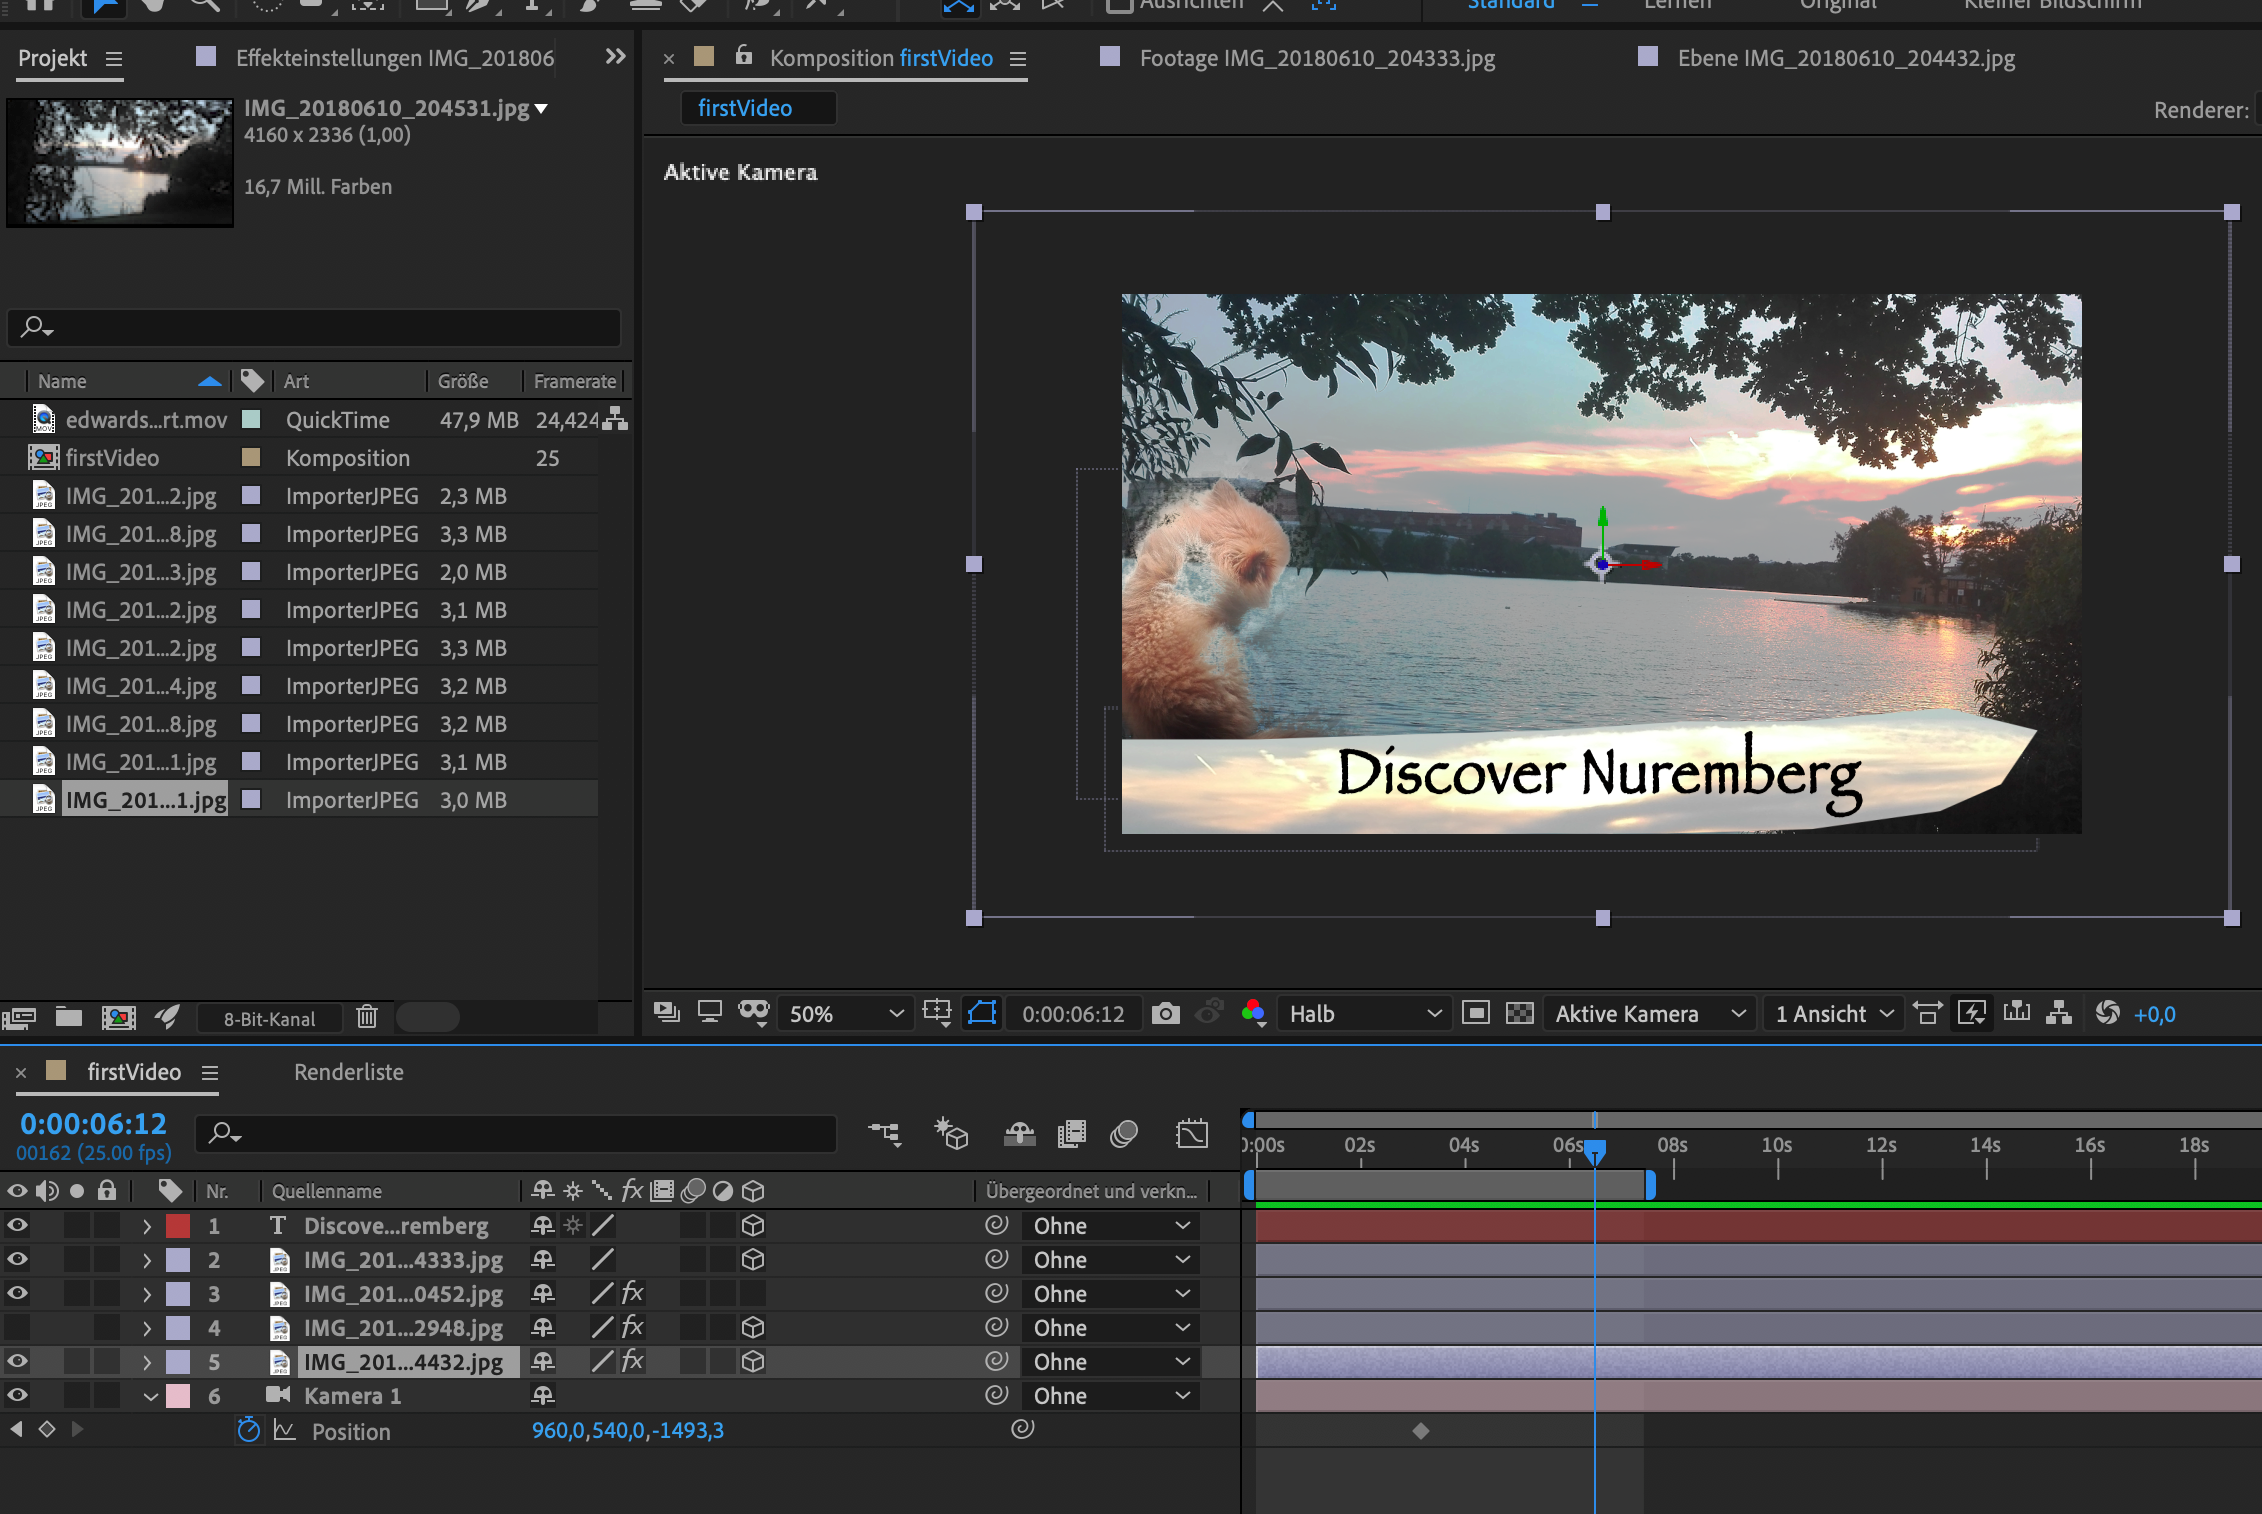 Ausrichten Standard Lernen Original Kleiner Bildschirm
Projekt Effekteinstellungen IMG_201806
Komposition firstVideo Footage IMG_20180610_204333.jpg Ebene IMG_20180610_204432.jpg
IMG_20180610_204531.jpg
4160 x 2336 (1,00)
16,7 Mill. Farben
firstVideo
Renderer:
Aktive Kamera
Name Art Größe Framerate
edwards...rt.mov QuickTime 47,9 MB 24,424
firstVideo Komposition 25
IMG_201...2.jpg ImporterJPEG 2,3 MB
IMG_201...8.jpg ImporterJPEG 3,3 MB
IMG_201...3.jpg ImporterJPEG 2,0 MB
IMG_201...2.jpg ImporterJPEG 3,1 MB
IMG_201...2.jpg ImporterJPEG 3,3 MB
IMG_201...4.jpg ImporterJPEG 3,2 MB
IMG_201...8.jpg ImporterJPEG 3,2 MB
IMG_201...1.jpg ImporterJPEG 3,1 MB
IMG_201...1.jpg ImporterJPEG 3,0 MB
Discover Nuremberg
8-Bit-Kanal
50% 0:00:06:12 Halb Aktive Kamera 1 Ansicht +0,0
firstVideo Renderliste
0:00:06:12
00162 (25.00 fps)
0:00s 02s 04s 06s 08s 10s 12s 14s 16s 18s
Nr. Quellenname fx Übergeordnet und verkn...
1 T Discove...remberg Ohne
2 IMG_201...4333.jpg Ohne
3 IMG_201...0452.jpg fx Ohne
4 IMG_201...2948.jpg fx Ohne
5 IMG_201...4432.jpg fx Ohne
6 Kamera 1 Ohne
Position 960,0,540,0,-1493,3